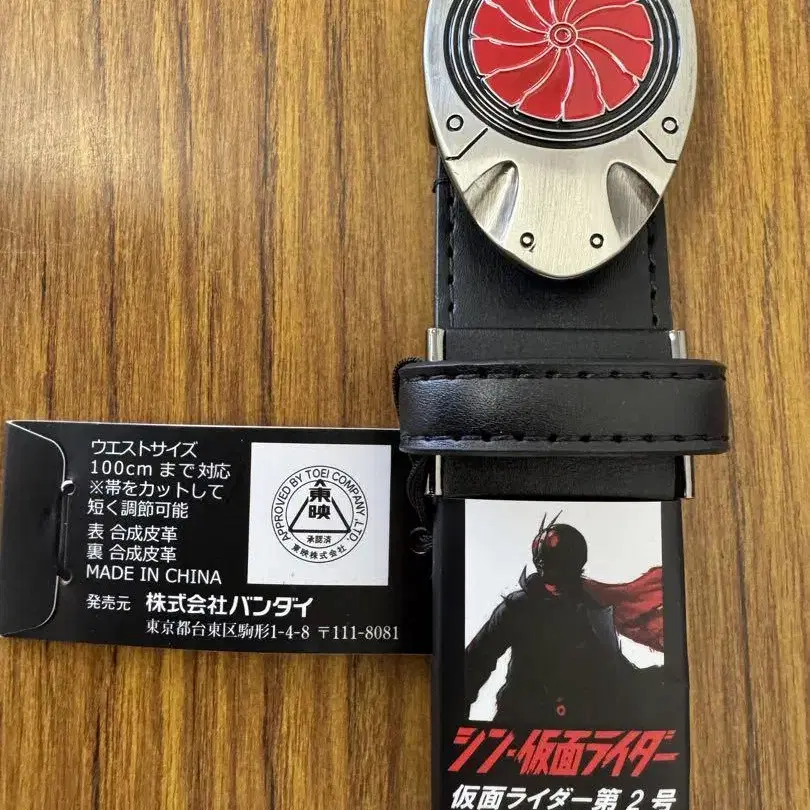 ウエストサイズ
100cm まで対応
※帯をカットして
短く調節可能
表 合成皮革
裏 合成皮革
MADE IN CHINA
発売元 株式会社バンダイ
東京都台東区駒形1-4-8 〒111-8081
APPROVED BY TOEI COMPANY, LTD.
東映
承認済
東映株式会社
シン・仮面ライダー
仮面ライダー第2号